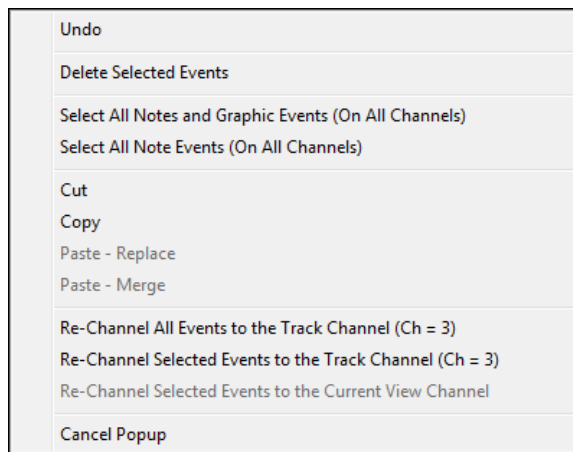 Undo
Delete Selected Events
Select All Notes and Graphic Events (On All Channels)
Select All Note Events (On All Channels)
Cut
Copy
Paste - Replace
Paste - Merge
Re-Channel All Events to the Track Channel (Ch = 3)
Re-Channel Selected Events to the Track Channel (Ch = 3)
Re-Channel Selected Events to the Current View Channel
Cancel Popup